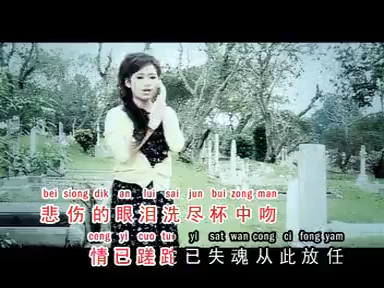 bei siong dik an lui sai jun bui zong man
悲伤的眼泪洗尽杯中吻
ceng yi cuo tuo yi sat wan cong ci fong yam
情已蹉跎已失魂从此放任